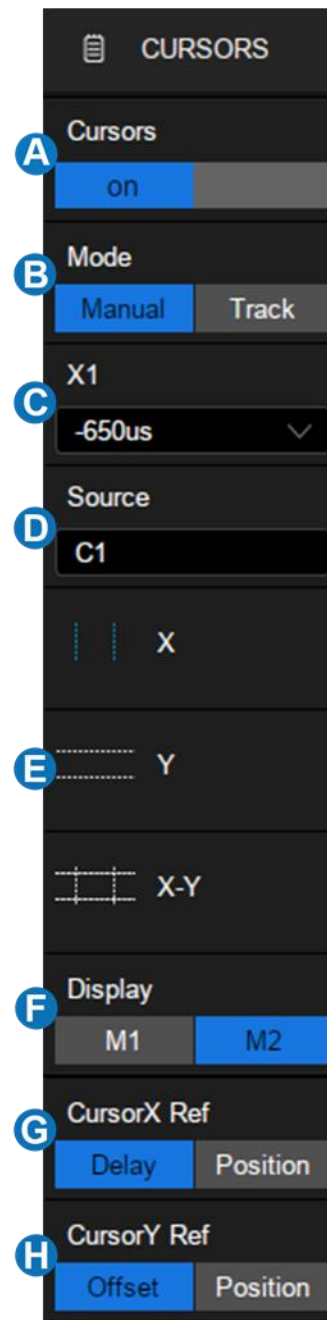 CURSORS
A
Cursors
on
B
Mode
Manual Track
C
X1
-650us
D
Source
C1
X
E
Y
X-Y
F
Display
M1 M2
G
CursorX Ref
Delay Position
H
CursorY Ref
Offset Position